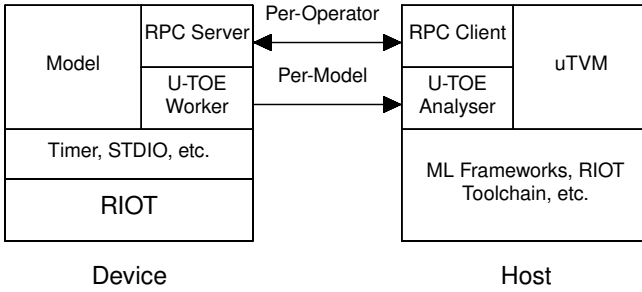 Model
RPC Server
U-TOE
Worker
Timer, STDIO, etc.
RIOT
Device
Per-Operator
Per-Model
RPC Client
U-TOE
Analyser
uTVM
ML Frameworks, RIOT
Toolchain, etc.
Host